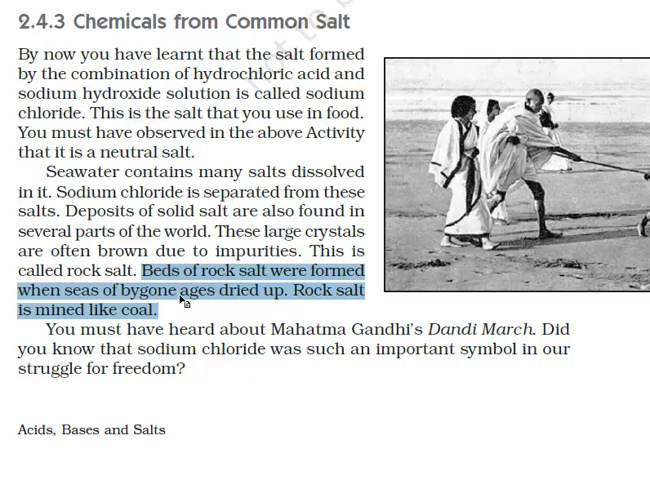 2.4.3 Chemicals from Common Salt
By now you have learnt that the salt formed
by the combination of hydrochloric acid and
sodium hydroxide solution is called sodium
chloride. This is the salt that you use in food.
You must have observed in the above Activity
that it is a neutral salt.
Seawater contains many salts dissolved
in it. Sodium chloride is separated from these
salts. Deposits of solid salt are also found in
several parts of the world. These large crystals
are often brown due to impurities. This is
called rock salt. Beds of rock salt were formed
when seas of bygone ages dried up. Rock salt
is mined like coal.
You must have heard about Mahatma Gandhi's Dandi March. Did
you know that sodium chloride was such an important symbol in our
struggle for freedom?
Acids, Bases and Salts